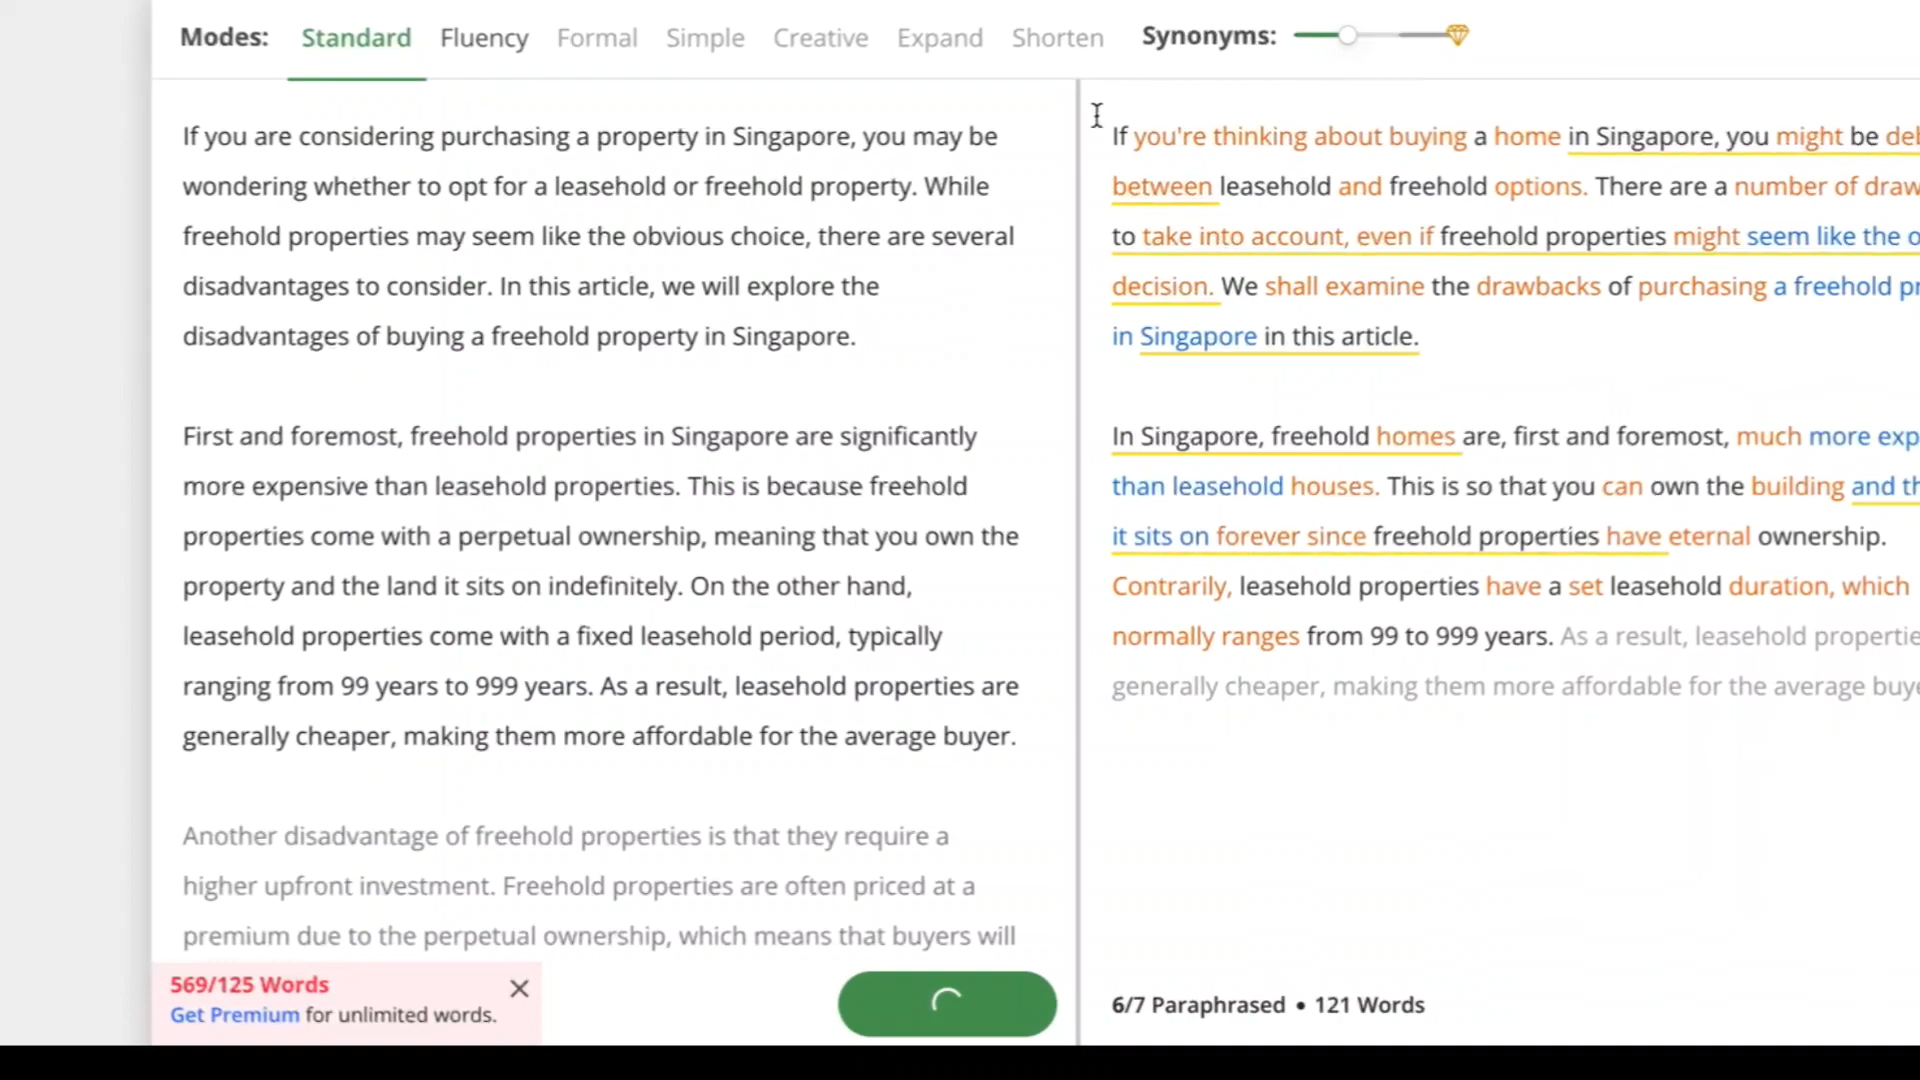 Modes: Standard Fluency Formal Simple Creative Expand Shorten Synonyms:
If you are considering purchasing a property in Singapore, you may be
wondering whether to opt for a leasehold or freehold property. While
freehold properties may seem like the obvious choice, there are several
disadvantages to consider. In this article, we will explore the
disadvantages of buying a freehold property in Singapore.
First and foremost, freehold properties in Singapore are significantly
more expensive than leasehold properties. This is because freehold
properties come with a perpetual ownership, meaning that you own the
property and the land it sits on indefinitely. On the other hand,
leasehold properties come with a fixed leasehold period, typically
ranging from 99 years to 999 years. As a result, leasehold properties are
generally cheaper, making them more affordable for the average buyer.
Another disadvantage of freehold properties is that they require a
higher upfront investment. Freehold properties are often priced at a
premium due to the perpetual ownership, which means that buyers will
569/125 Words
Get Premium for unlimited words.
If you're thinking about buying a home in Singapore, you might be
between leasehold and freehold options. There are a number of
to take into account, even if freehold properties might seem like the
decision. We shall examine the drawbacks of purchasing a freehold
in Singapore in this article.
In Singapore, freehold homes are, first and foremost, much more
than leasehold houses. This is so that you can own the building and
it sits on forever since freehold properties have eternal ownership.
Contrarily, leasehold properties have a set leasehold duration, which
normally ranges from 99 to 999 years. As a result, leasehold
generally cheaper, making them more affordable for the average
6/7 Paraphrased • 121 Words